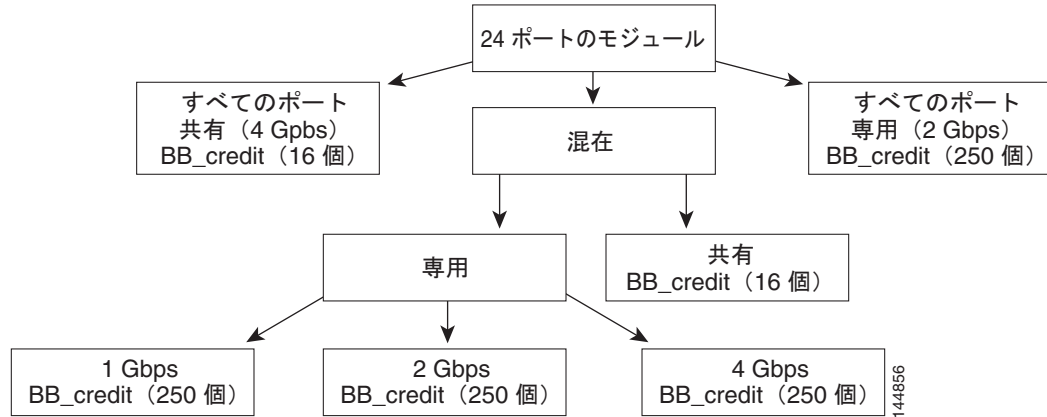 24 ポートのモジュール
すべてのポート
共有（4 Gpbs）
BB_credit（16 個）
混在
すべてのポート
専用（2 Gbps）
BB_credit（250 個）
専用
共有
BB_credit（16 個）
1 Gbps
BB_credit（250 個）
2 Gbps
BB_credit（250 個）
4 Gbps
BB_credit（250 個）
144856